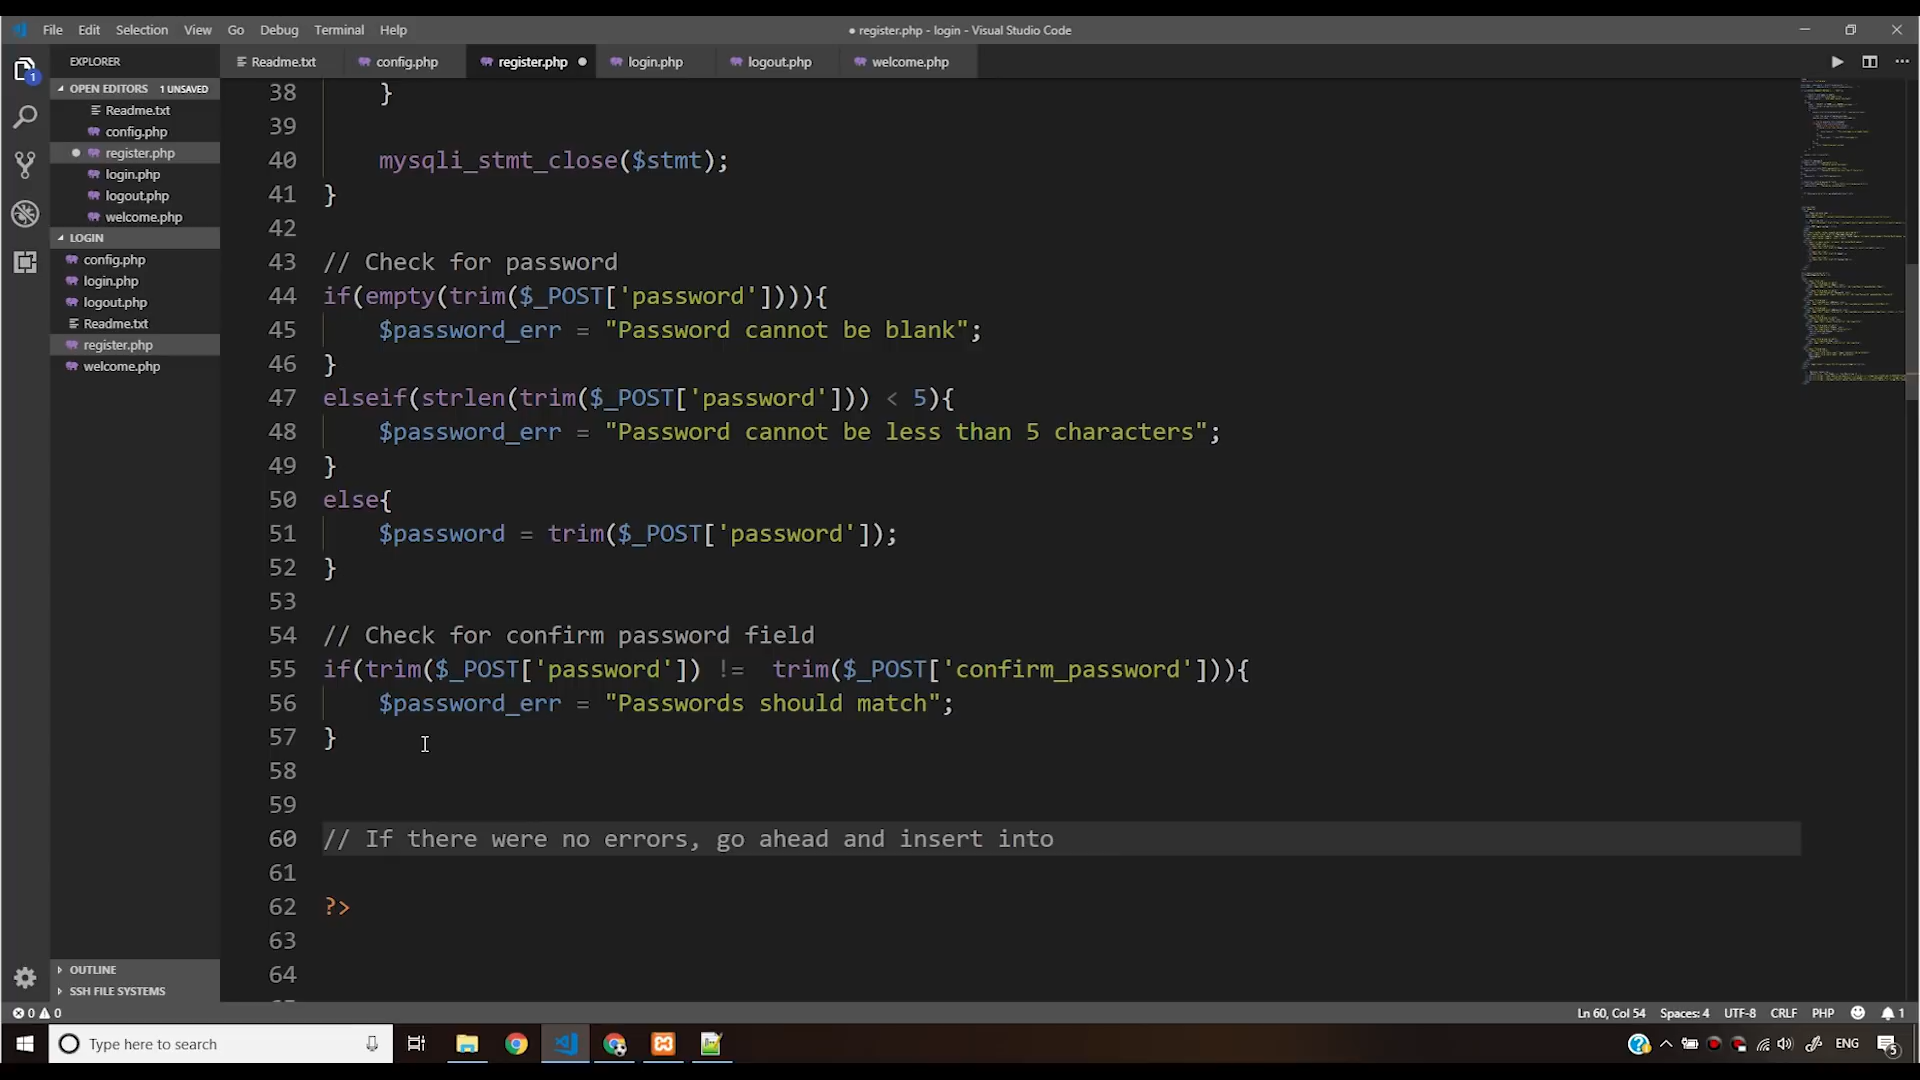 File Edit Selection View Go Debug Terminal Help
● register.php - login - Visual Studio Code
EXPLORER
Readme.txt config.php register.php login.php logout.php welcome.php
OPEN EDITORS 1 UNSAVED
Readme.txt
config.php
register.php
login.php
logout.php
welcome.php
LOGIN
config.php
login.php
logout.php
Readme.txt
register.php
welcome.php
OUTLINE
SSH FILE SYSTEMS
38 }
39
40 mysqli_stmt_close($stmt);
41 }
42
43 // Check for password
44 if(empty(trim($_POST['password']))){
45 $password_err = "Password cannot be blank";
46 }
47 elseif(strlen(trim($_POST['password'])) < 5){
48 $password_err = "Password cannot be less than 5 characters";
49 }
50 else{
51 $password = trim($_POST['password']);
52 }
53
54 // Check for confirm password field
55 if(trim($_POST['password']) !=  trim($_POST['confirm_password'])){
56 $password_err = "Passwords should match";
57 }
58
59
60 // If there were no errors, go ahead and insert into
61
62 ?>
63
64
0 0 Ln 60, Col 54 Spaces: 4 UTF-8 CRLF PHP 1
Type here to search
ENG 5